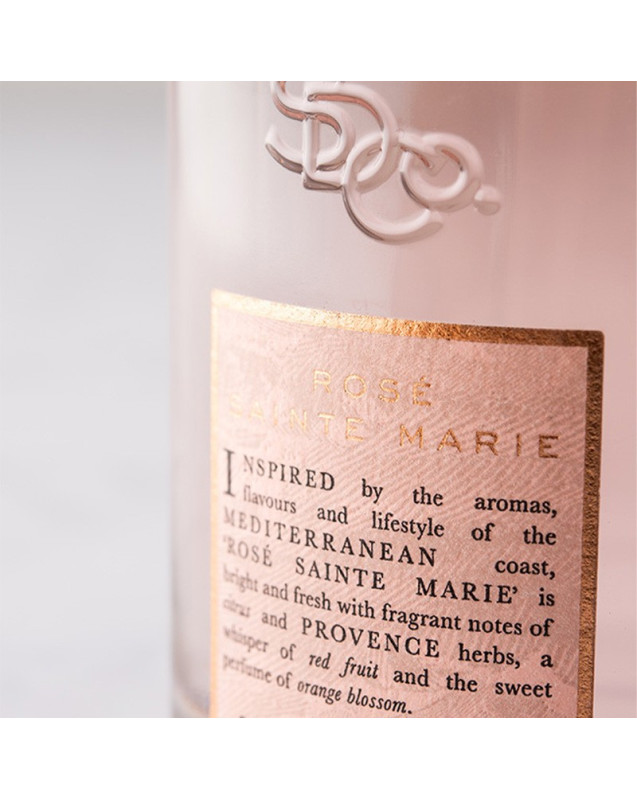 SDCo.
ROSÉ
SAINTE MARIE
INSPIRED by the aromas,
flavours and lifestyle of the
MEDITERRANEAN coast,
‘ROSÉ SAINTE MARIE’ is
bright and fresh with fragrant notes of
citrus and PROVENCE herbs, a
whisper of red fruit and the sweet
perfume of orange blossom.